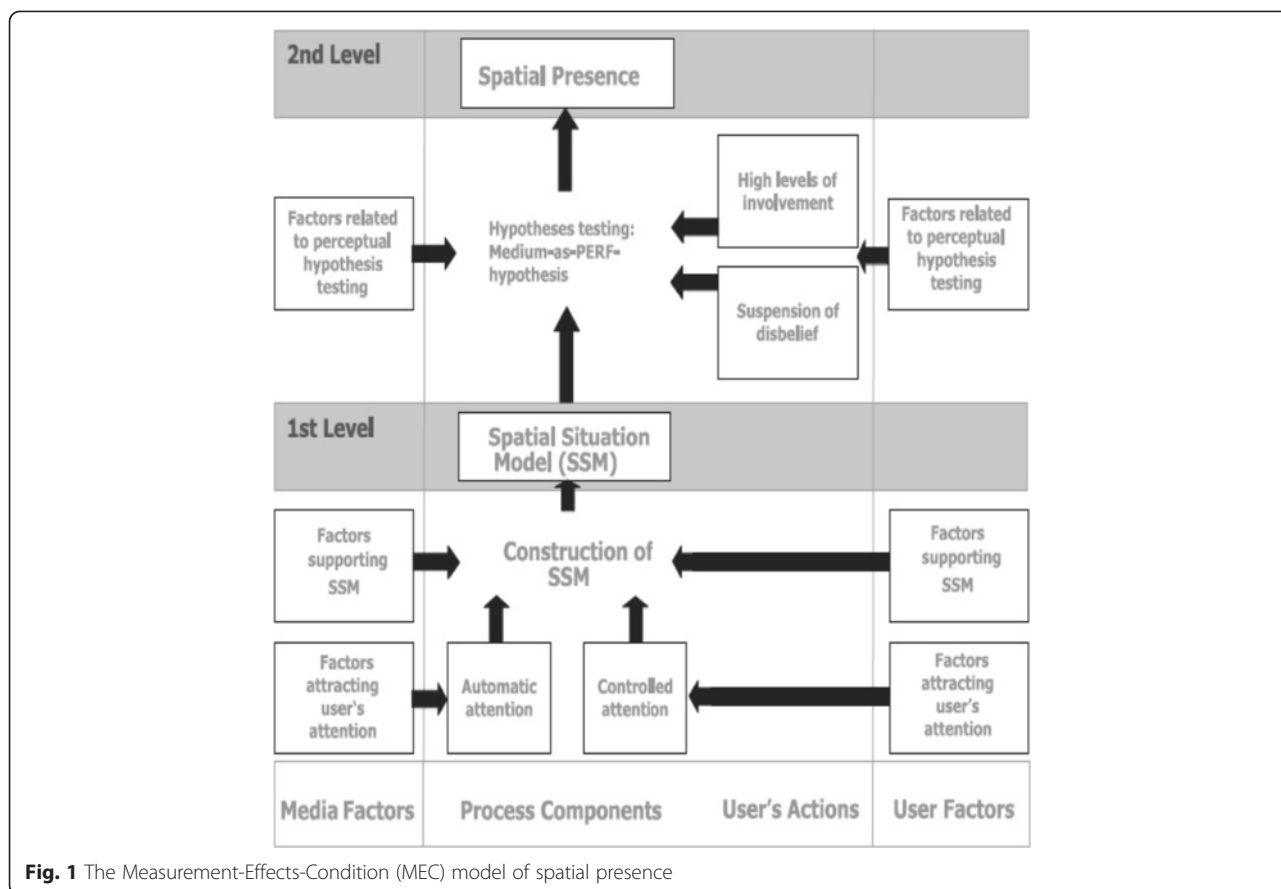 2nd Level
Spatial Presence
Factors related
to perceptual
hypothesis
testing
Hypotheses testing:
Medium-as-PERF-
hypothesis
High levels of
involvement
Suspension of
disbelief
Factors related
to perceptual
hypothesis
testing
1st Level
Spatial Situation
Model (SSM)
Factors
supporting
SSM
Construction of
SSM
Factors
supporting
SSM
Factors
attracting
user's
attention
Automatic
attention
Controlled
attention
Factors
attracting
user's
attention
Media Factors
Process Components
User's Actions
User Factors
Fig. 1 The Measurement-Effects-Condition (MEC) model of spatial presence